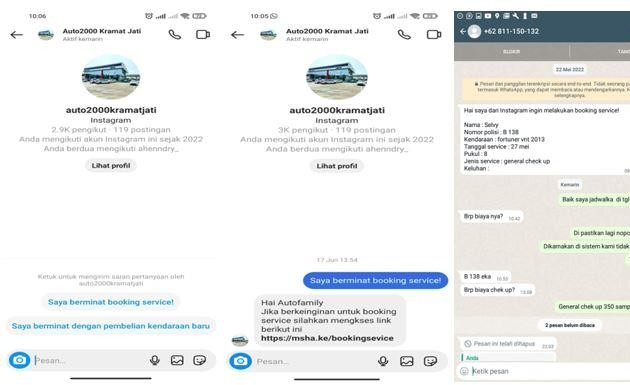 10:06
Auto2000 Kramat Jati
Aktif kemarin
auto2000kramatjati
Instagram
2.9K pengikut · 119 postingan
Anda mengikuti akun Instagram ini sejak 2022
Anda berdua mengikuti ahenndry_
Lihat profil
Ketuk untuk mengirim saran pertanyaan oleh
auto2000kramatjati
Saya berminat booking service!
Saya berminat dengan pembelian kendaraan baru
Pesan...
10:05
Auto2000 Kramat Jati
Aktif kemarin
auto2000kramatjati
Instagram
3K pengikut · 119 postingan
Anda mengikuti akun Instagram ini sejak 2022
Anda berdua mengikuti ahenndry_
Lihat profil
17 Jun 13:54
Saya berminat booking service!
Hai Autofamily
Jika berkeinginan untuk booking
service silahkan mengkses link
berikut ini
https://msha.ke/bookingsevice
Pesan...
+62 811-150-132
BLOKIR
22 Mei 2022
Pesan dan panggilan terenkripsi secara end-to-end. Tidak seorang
termasuk WhatsApp, yang dapat membaca atau mendengarkannya.
selengkapnya.
Hai saya dari Instagram ingin melakukan booking service!
Nama : Selvy
Nomor polisi : B 138
Kendaraan : fortuner vnt 2013
Tanggal service : 27 mei
Pukul : 8
Jenis service : general check up
Keluhan :
Kemarin
Baik saya jadwalka di tgl
Brp biaya nya? 10.42
Di pastikan lagi nopo
Dikarnakan di sistem kami tidak
B 138 eka 10.53
Brp biaya chek up? 13.08
General chek up 350 samp
2 pesan belum dibaca
Pesan ini telah dihapus 22.03
Anda
Ketik pesan